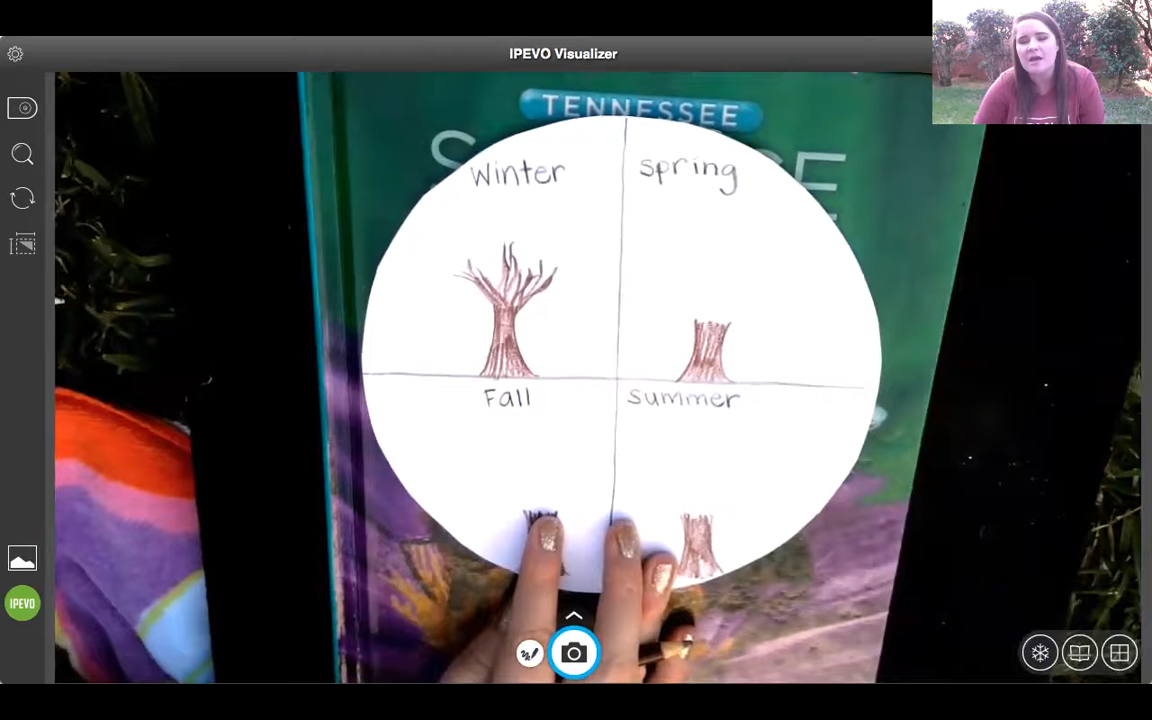 IPEVO Visualizer
TENNESSEE
Winter
Spring
Fall
Summer
IPEVO